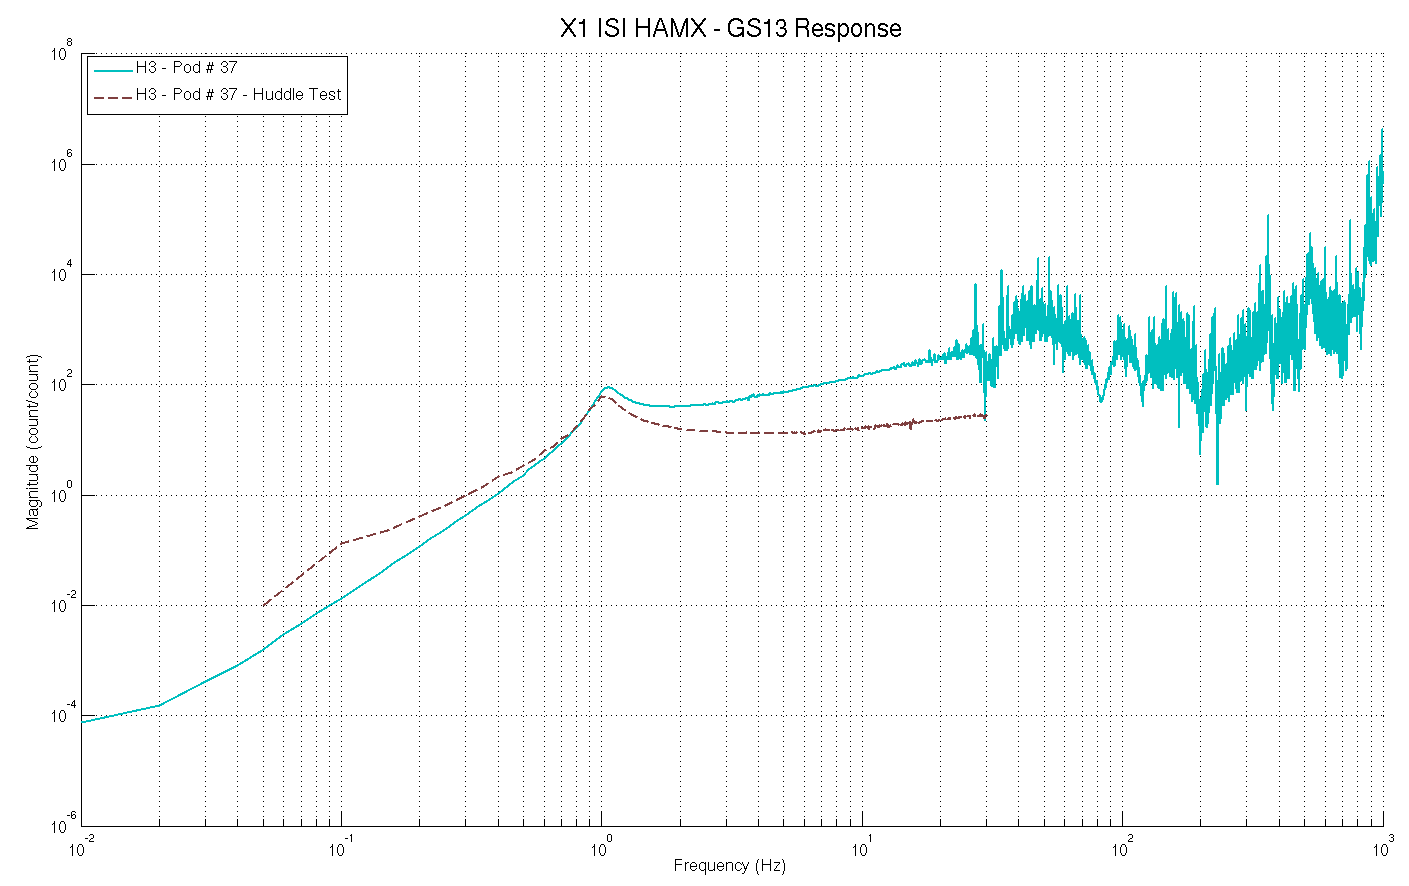 X1 ISI HAMX - GS13 Response
H3 - Pod # 37
H3 - Pod # 37 - Huddle Test
Magnitude (count/count)
10^8
10^6
10^4
10^2
10^0
10^-2
10^-4
10^-6
10^-2 10^-1 10^0 10^1 10^2 10^3
Frequency (Hz)